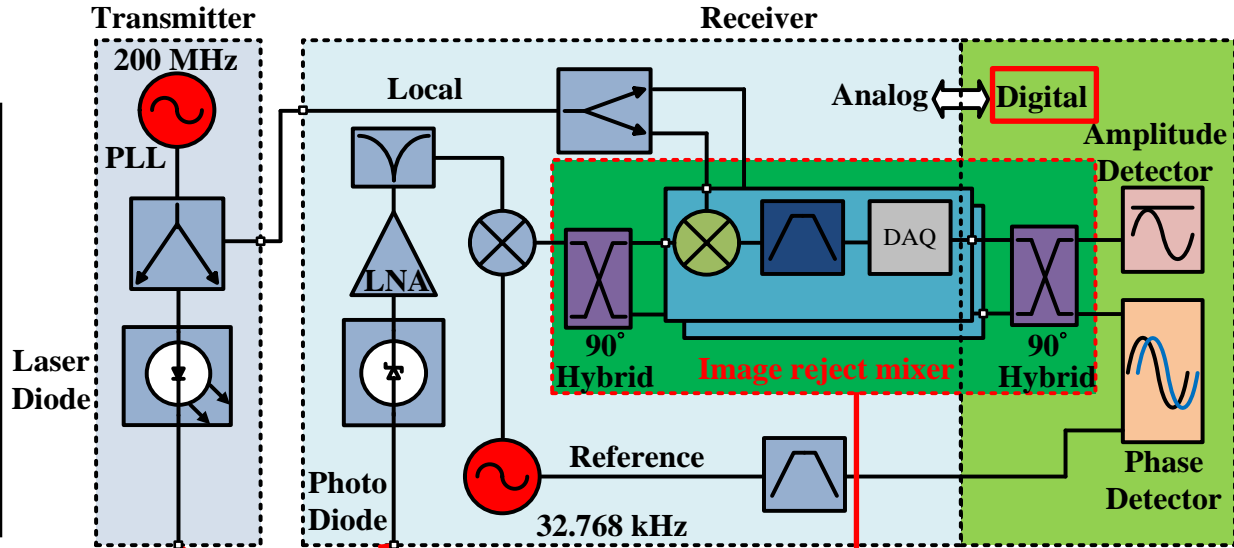 Transmitter
Receiver
200 MHz
PLL
Local
Analog
Digital
Amplitude
Detector
LNA
DAQ
90°
Hybrid
Image reject mixer
90°
Hybrid
Laser
Diode
Photo
Diode
Reference
32.768 kHz
Phase
Detector